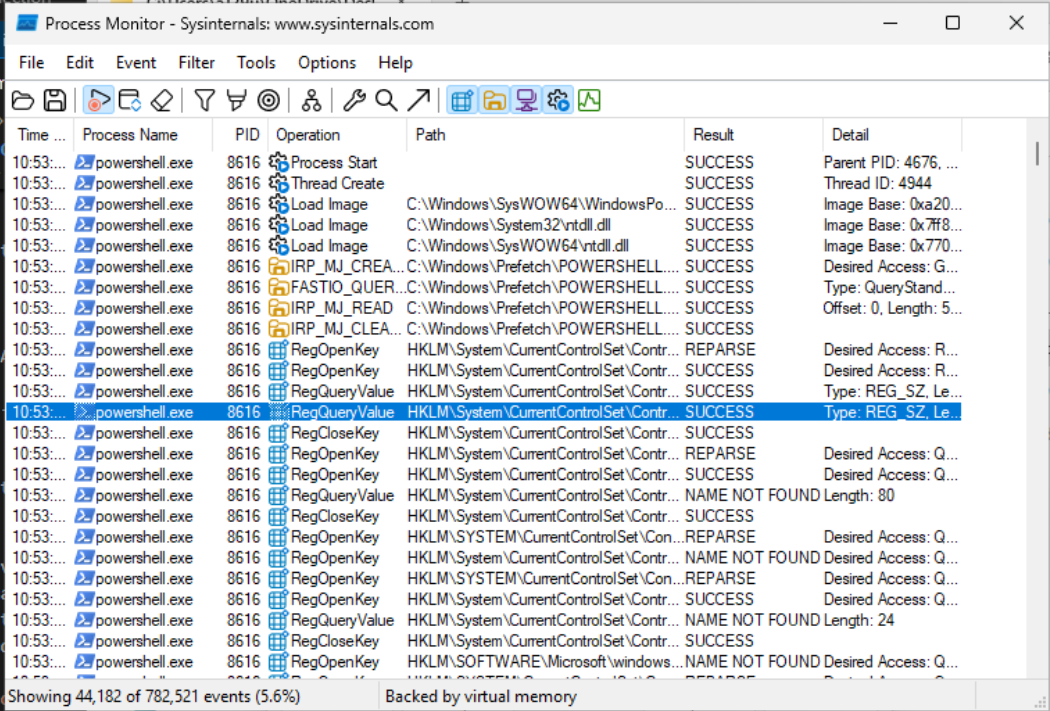 Process Monitor - Sysinternals: www.sysinternals.com
File Edit Event Filter Tools Options Help
Time ... Process Name PID Operation Path Result Detail
10:53:... powershell.exe 8616 Process Start SUCCESS Parent PID: 4676, ...
10:53:... powershell.exe 8616 Thread Create SUCCESS Thread ID: 4944
10:53:... powershell.exe 8616 Load Image C:\Windows\SysWOW64\WindowsPo... SUCCESS Image Base: 0xa20...
10:53:... powershell.exe 8616 Load Image C:\Windows\System32\ntdll.dll SUCCESS Image Base: 0x7ff8...
10:53:... powershell.exe 8616 Load Image C:\Windows\SysWOW64\ntdll.dll SUCCESS Image Base: 0x770...
10:53:... powershell.exe 8616 IRP_MJ_CREA... C:\Windows\Prefetch\POWERSHELL.... SUCCESS Desired Access: G...
10:53:... powershell.exe 8616 FASTIO_QUER... C:\Windows\Prefetch\POWERSHELL.... SUCCESS Type: QueryStand...
10:53:... powershell.exe 8616 IRP_MJ_READ C:\Windows\Prefetch\POWERSHELL.... SUCCESS Offset: 0, Length: 5...
10:53:... powershell.exe 8616 IRP_MJ_CLEA... C:\Windows\Prefetch\POWERSHELL.... SUCCESS
10:53:... powershell.exe 8616 RegOpenKey HKLM\System\CurrentControlSet\Contr... REPARSE Desired Access: R...
10:53:... powershell.exe 8616 RegOpenKey HKLM\System\CurrentControlSet\Contr... SUCCESS Desired Access: R...
10:53:... powershell.exe 8616 RegQueryValue HKLM\System\CurrentControlSet\Contr... SUCCESS Type: REG_SZ, Le...
10:53:... powershell.exe 8616 RegQueryValue HKLM\System\CurrentControlSet\Contr... SUCCESS Type: REG_SZ, Le...
10:53:... powershell.exe 8616 RegCloseKey HKLM\System\CurrentControlSet\Contr... SUCCESS
10:53:... powershell.exe 8616 RegOpenKey HKLM\System\CurrentControlSet\Contr... REPARSE Desired Access: Q...
10:53:... powershell.exe 8616 RegOpenKey HKLM\System\CurrentControlSet\Contr... SUCCESS Desired Access: Q...
10:53:... powershell.exe 8616 RegQueryValue HKLM\System\CurrentControlSet\Contr... NAME NOT FOUND Length: 80
10:53:... powershell.exe 8616 RegCloseKey HKLM\System\CurrentControlSet\Contr... SUCCESS
10:53:... powershell.exe 8616 RegOpenKey HKLM\SYSTEM\CurrentControlSet\Con... REPARSE Desired Access: Q...
10:53:... powershell.exe 8616 RegOpenKey HKLM\System\CurrentControlSet\Contr... NAME NOT FOUND Desired Access: Q...
10:53:... powershell.exe 8616 RegOpenKey HKLM\SYSTEM\CurrentControlSet\Con... REPARSE Desired Access: Q...
10:53:... powershell.exe 8616 RegOpenKey HKLM\System\CurrentControlSet\Contr... SUCCESS Desired Access: Q...
10:53:... powershell.exe 8616 RegQueryValue HKLM\System\CurrentControlSet\Contr... NAME NOT FOUND Length: 24
10:53:... powershell.exe 8616 RegCloseKey HKLM\System\CurrentControlSet\Contr... SUCCESS
10:53:... powershell.exe 8616 RegOpenKey HKLM\SOFTWARE\Microsoft\windows... NAME NOT FOUND Desired Access: Q...
Showing 44,182 of 782,521 events (5.6%) Backed by virtual memory